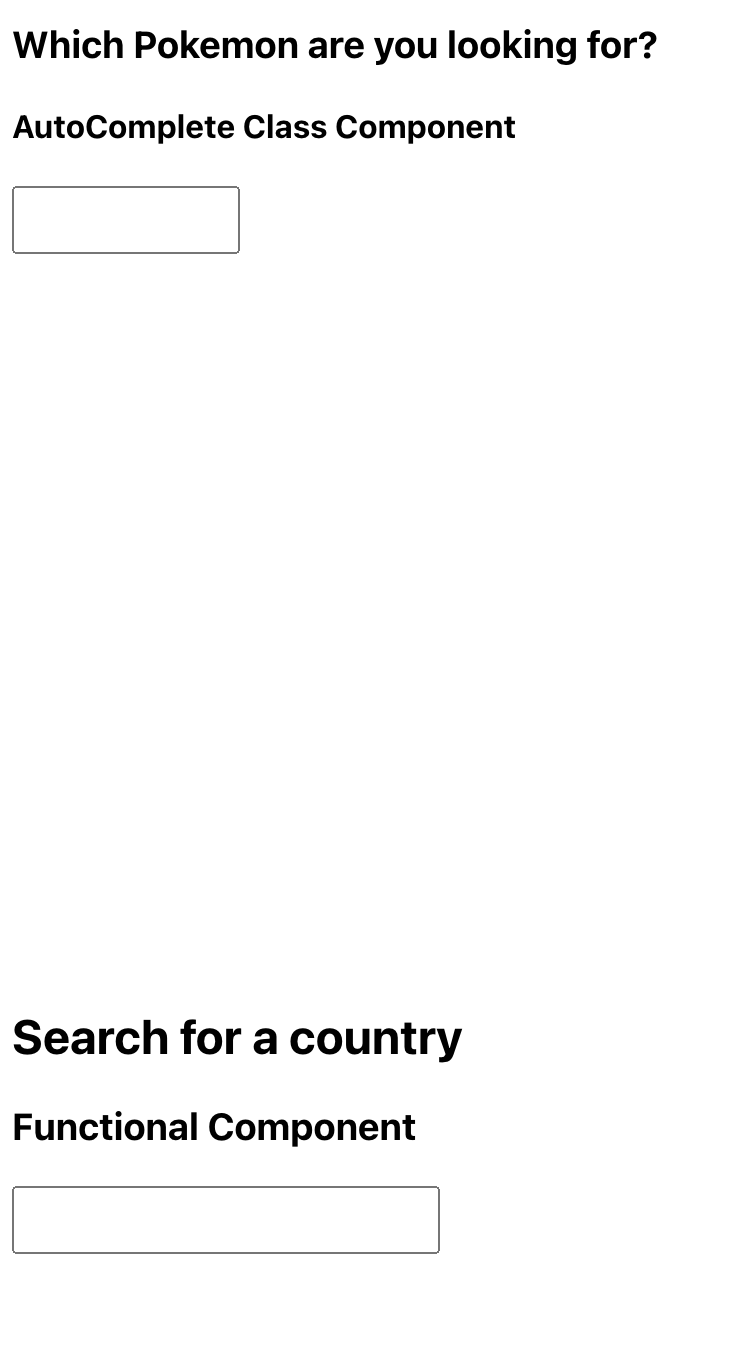 Which Pokemon are you looking for?
AutoComplete Class Component
Search for a country
Functional Component